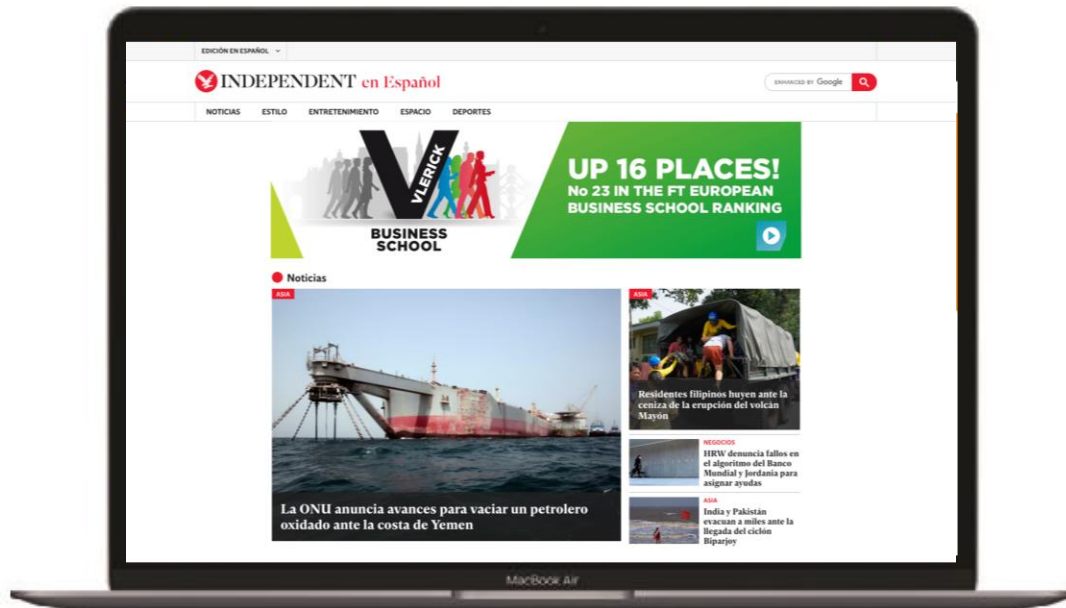 EDICIÓN EN ESPAÑOL
INDEPENDENT en Español
ENHANCED BY Google
NOTICIAS ESTILO ENTRETENIMIENTO ESPACIO DEPORTES
VLERICK
BUSINESS
SCHOOL
UP 16 PLACES!
No 23 IN THE FT EUROPEAN
BUSINESS SCHOOL RANKING
Noticias
ASIA
La ONU anuncia avances para vaciar un petrolero
oxidado ante la costa de Yemen
ASIA
Residentes filipinos huyen ante la
ceniza de la erupción del volcán
Mayón
NEGOCIOS
HRW denuncia fallos en
el algoritmo del Banco
Mundial y Jordania para
asignar ayudas
ASIA
India y Pakistán
evacuan a miles ante la
llegada del ciclón
Biparjoy
MacBook Air